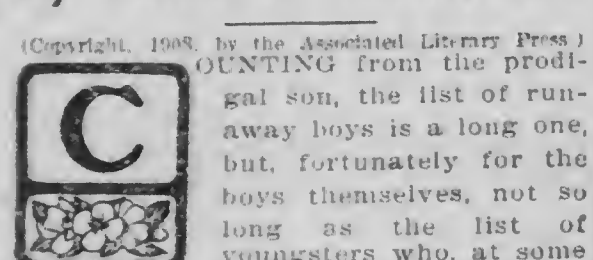 (Copyright, 1908, by the Associated Literary Press.)
COUNTING from the prodi-
gal son, the list of run-
away boys is a long one,
but, fortunately for the
boys themselves, not so
long as the list of
youngsters who, at some